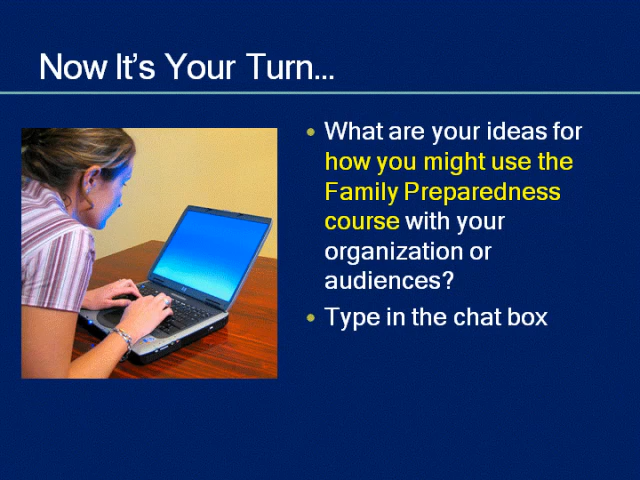 Now It’s Your Turn…
• What are your ideas for
how you might use the
Family Preparedness
course with your
organization or
audiences?
• Type in the chat box